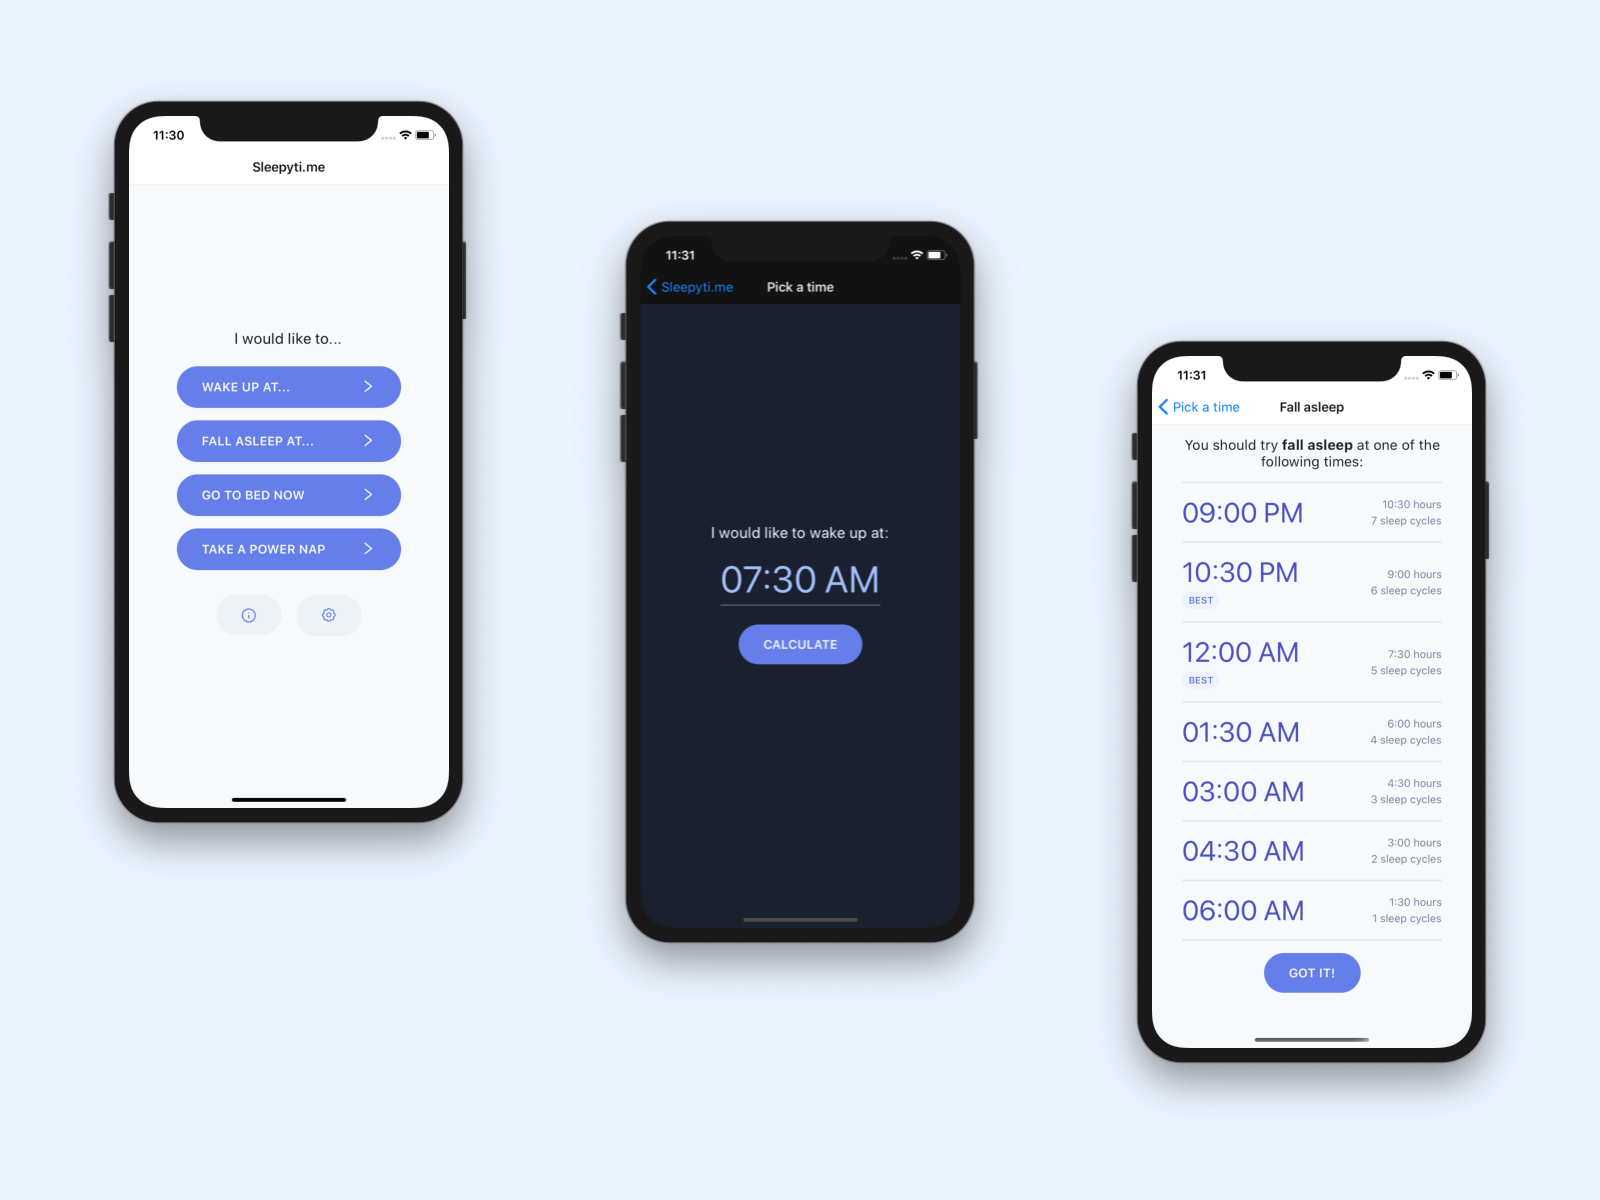 11:30
Sleepyti.me
I would like to...
WAKE UP AT...
FALL ASLEEP AT...
GO TO BED NOW
TAKE A POWER NAP
11:31
Sleepyti.me
Pick a time
I would like to wake up at:
07:30 AM
CALCULATE
11:31
Pick a time
Fall asleep
You should try fall asleep at one of the
following times:
09:00 PM
10:30 hours
7 sleep cycles
10:30 PM
BEST
9:00 hours
6 sleep cycles
12:00 AM
BEST
7:30 hours
5 sleep cycles
01:30 AM
6:00 hours
4 sleep cycles
03:00 AM
4:30 hours
3 sleep cycles
04:30 AM
3:00 hours
2 sleep cycles
06:00 AM
1:30 hours
1 sleep cycles
GOT IT!